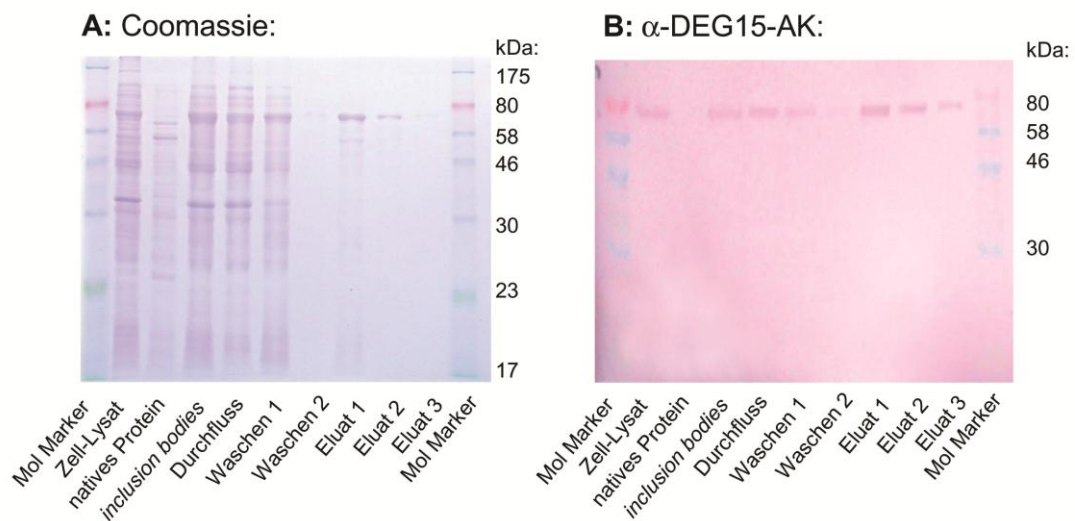 A: Coomassie:
kDa:
175
80
58
46
30
23
17
Mol Marker
Zell-Lysat
natives Protein
inclusion bodies
Durchfluss
Waschen 1
Waschen 2
Eluat 1
Eluat 2
Eluat 3
Mol Marker
B: α-DEG15-AK:
kDa:
80
58
46
30
Mol Marker
Zell-Lysat
natives Protein
inclusion bodies
Durchfluss
Waschen 1
Waschen 2
Eluat 1
Eluat 2
Eluat 3
Mol Marker